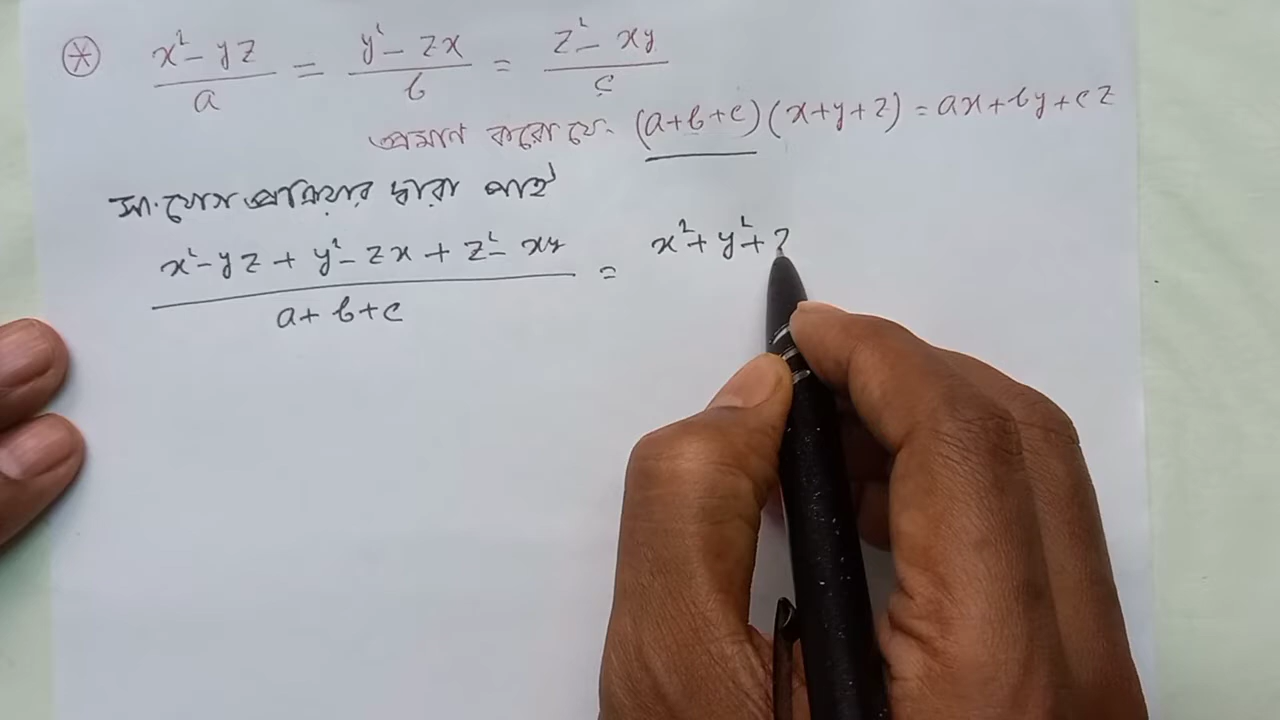 ⊛ (x²-yz)/a = (y²-zx)/b = (z²-xy)/c
প্রমাণ করো যে. (a+b+c)(x+y+z) = ax+by+cz
সং.যোগ প্রক্রিয়ার দ্বারা পাই
(x²-yz + y²-zx + z²-xy)/(a+b+c) = x²+y²+z